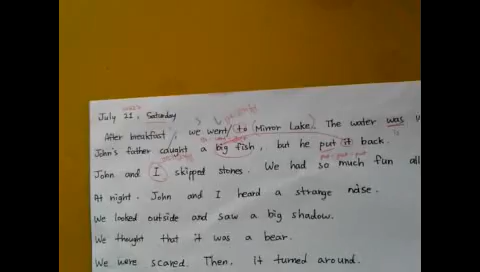 July 21, Saturday
After breakfast, we went to Mirror Lake. The water was
John's father caught a big fish, but he put it back.
John and I skipped stones. We had so much fun all
At night, John and I heard a strange noise.
We looked outside and saw a big shadow.
We thought that it was a bear.
We were scared. Then, it turned around.